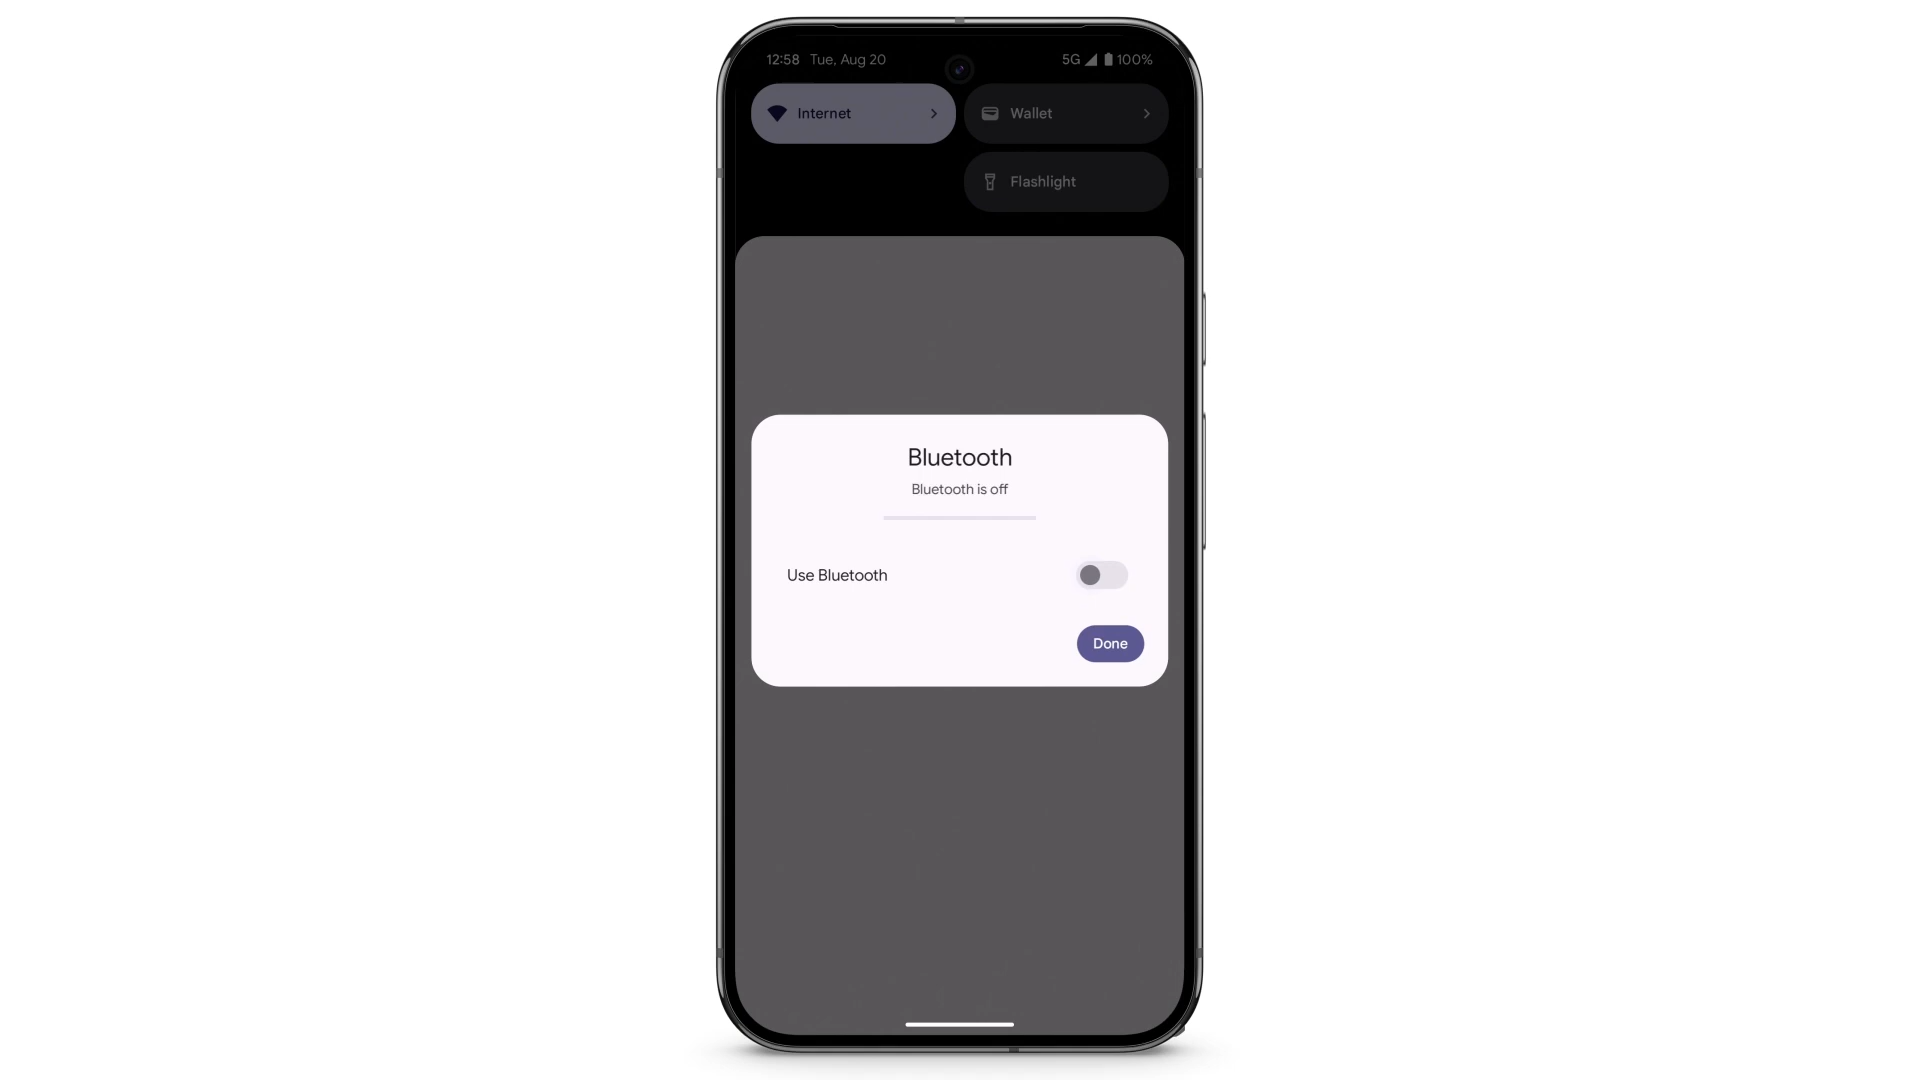 12:58 Tue, Aug 20 5G 100%
Internet
Wallet
Flashlight
Bluetooth
Bluetooth is off
Use Bluetooth
Done